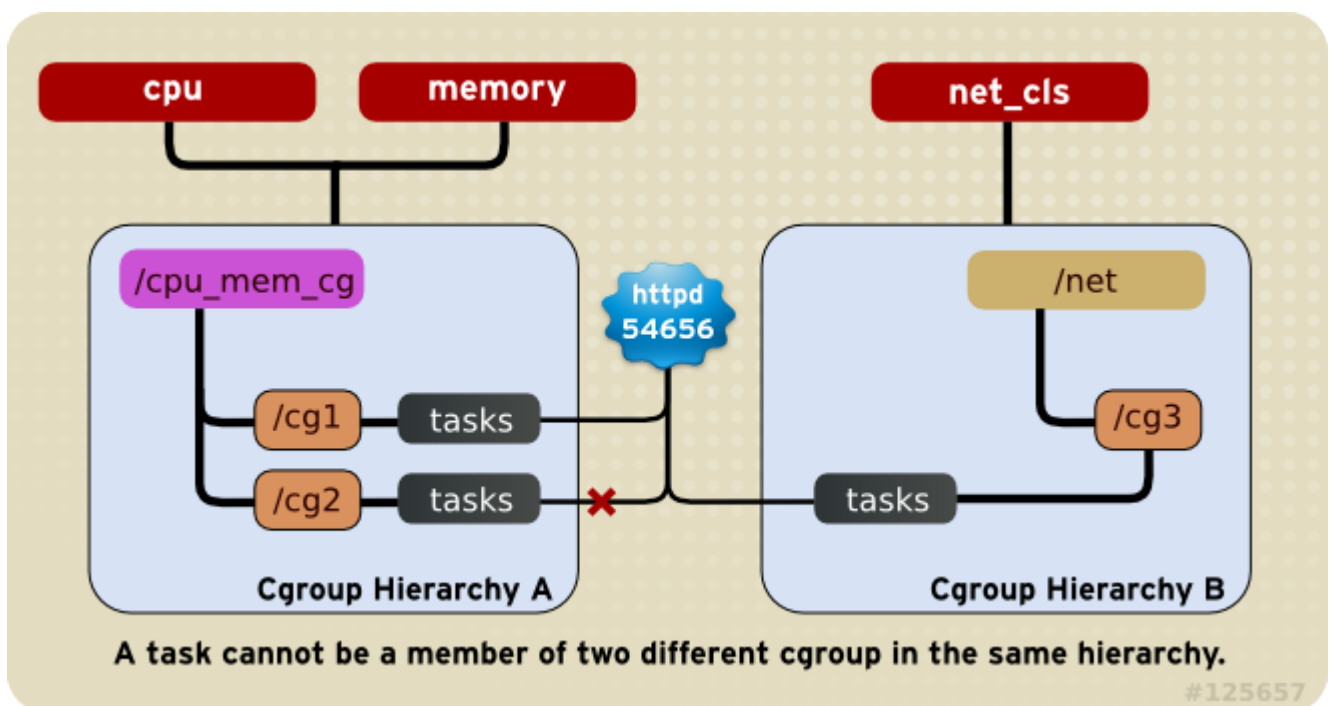 cpu
memory
net_cls
/cpu_mem_cg
httpd
54656
/net
/cg1
tasks
/cg3
/cg2
tasks
tasks
Cgroup Hierarchy A
Cgroup Hierarchy B
A task cannot be a member of two different cgroup in the same hierarchy.
#125657